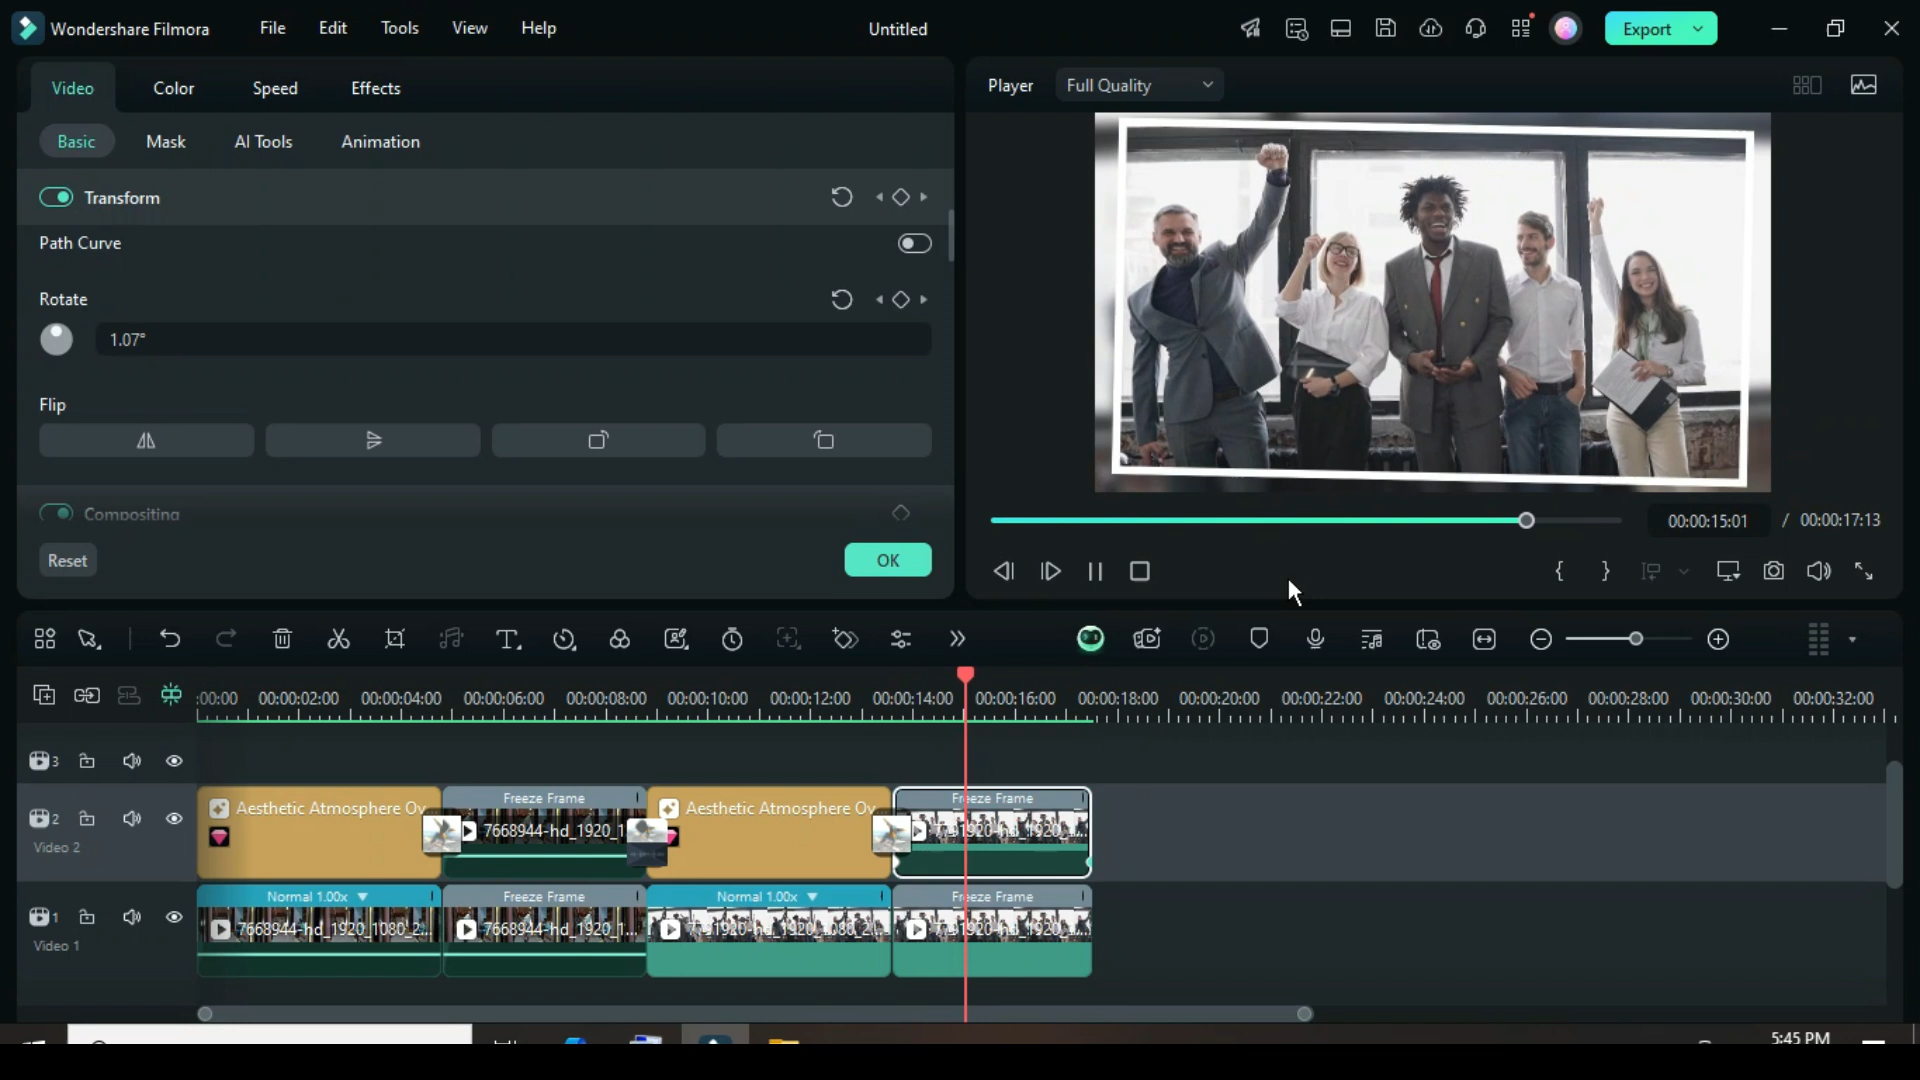 Wondershare Filmora File Edit Tools View Help Untitled Export
Video Color Speed Effects
Player Full Quality
Basic Mask AI Tools Animation
Transform
Path Curve
Rotate
1.07°
Flip
Compositing
Reset OK
00:00:15:01 / 00:00:17:13
:00:00 00:00:02:00 00:00:04:00 00:00:06:00 00:00:08:00 00:00:10:00 00:00:12:00 00:00:14:00 00:00:16:00 00:00:18:00 00:00:20:00 00:00:22:00 00:00:24:00 00:00:26:00 00:00:28:00 00:00:30:00 00:00:32:00
3
Aesthetic Atmosphere Ov Freeze Frame Aesthetic Atmosphere Ov Freeze Frame
2 7668944-hd_1920_1 7791920-hd_1920_1...
Video 2
Normal 1.00x Freeze Frame Normal 1.00x Freeze Frame
1 7668944-hd_1920_1080_2... 7668944-hd_1920_1... 7791920-hd_1920_1080_2... 7791920-hd_1920_1...
Video 1
5:45 PM